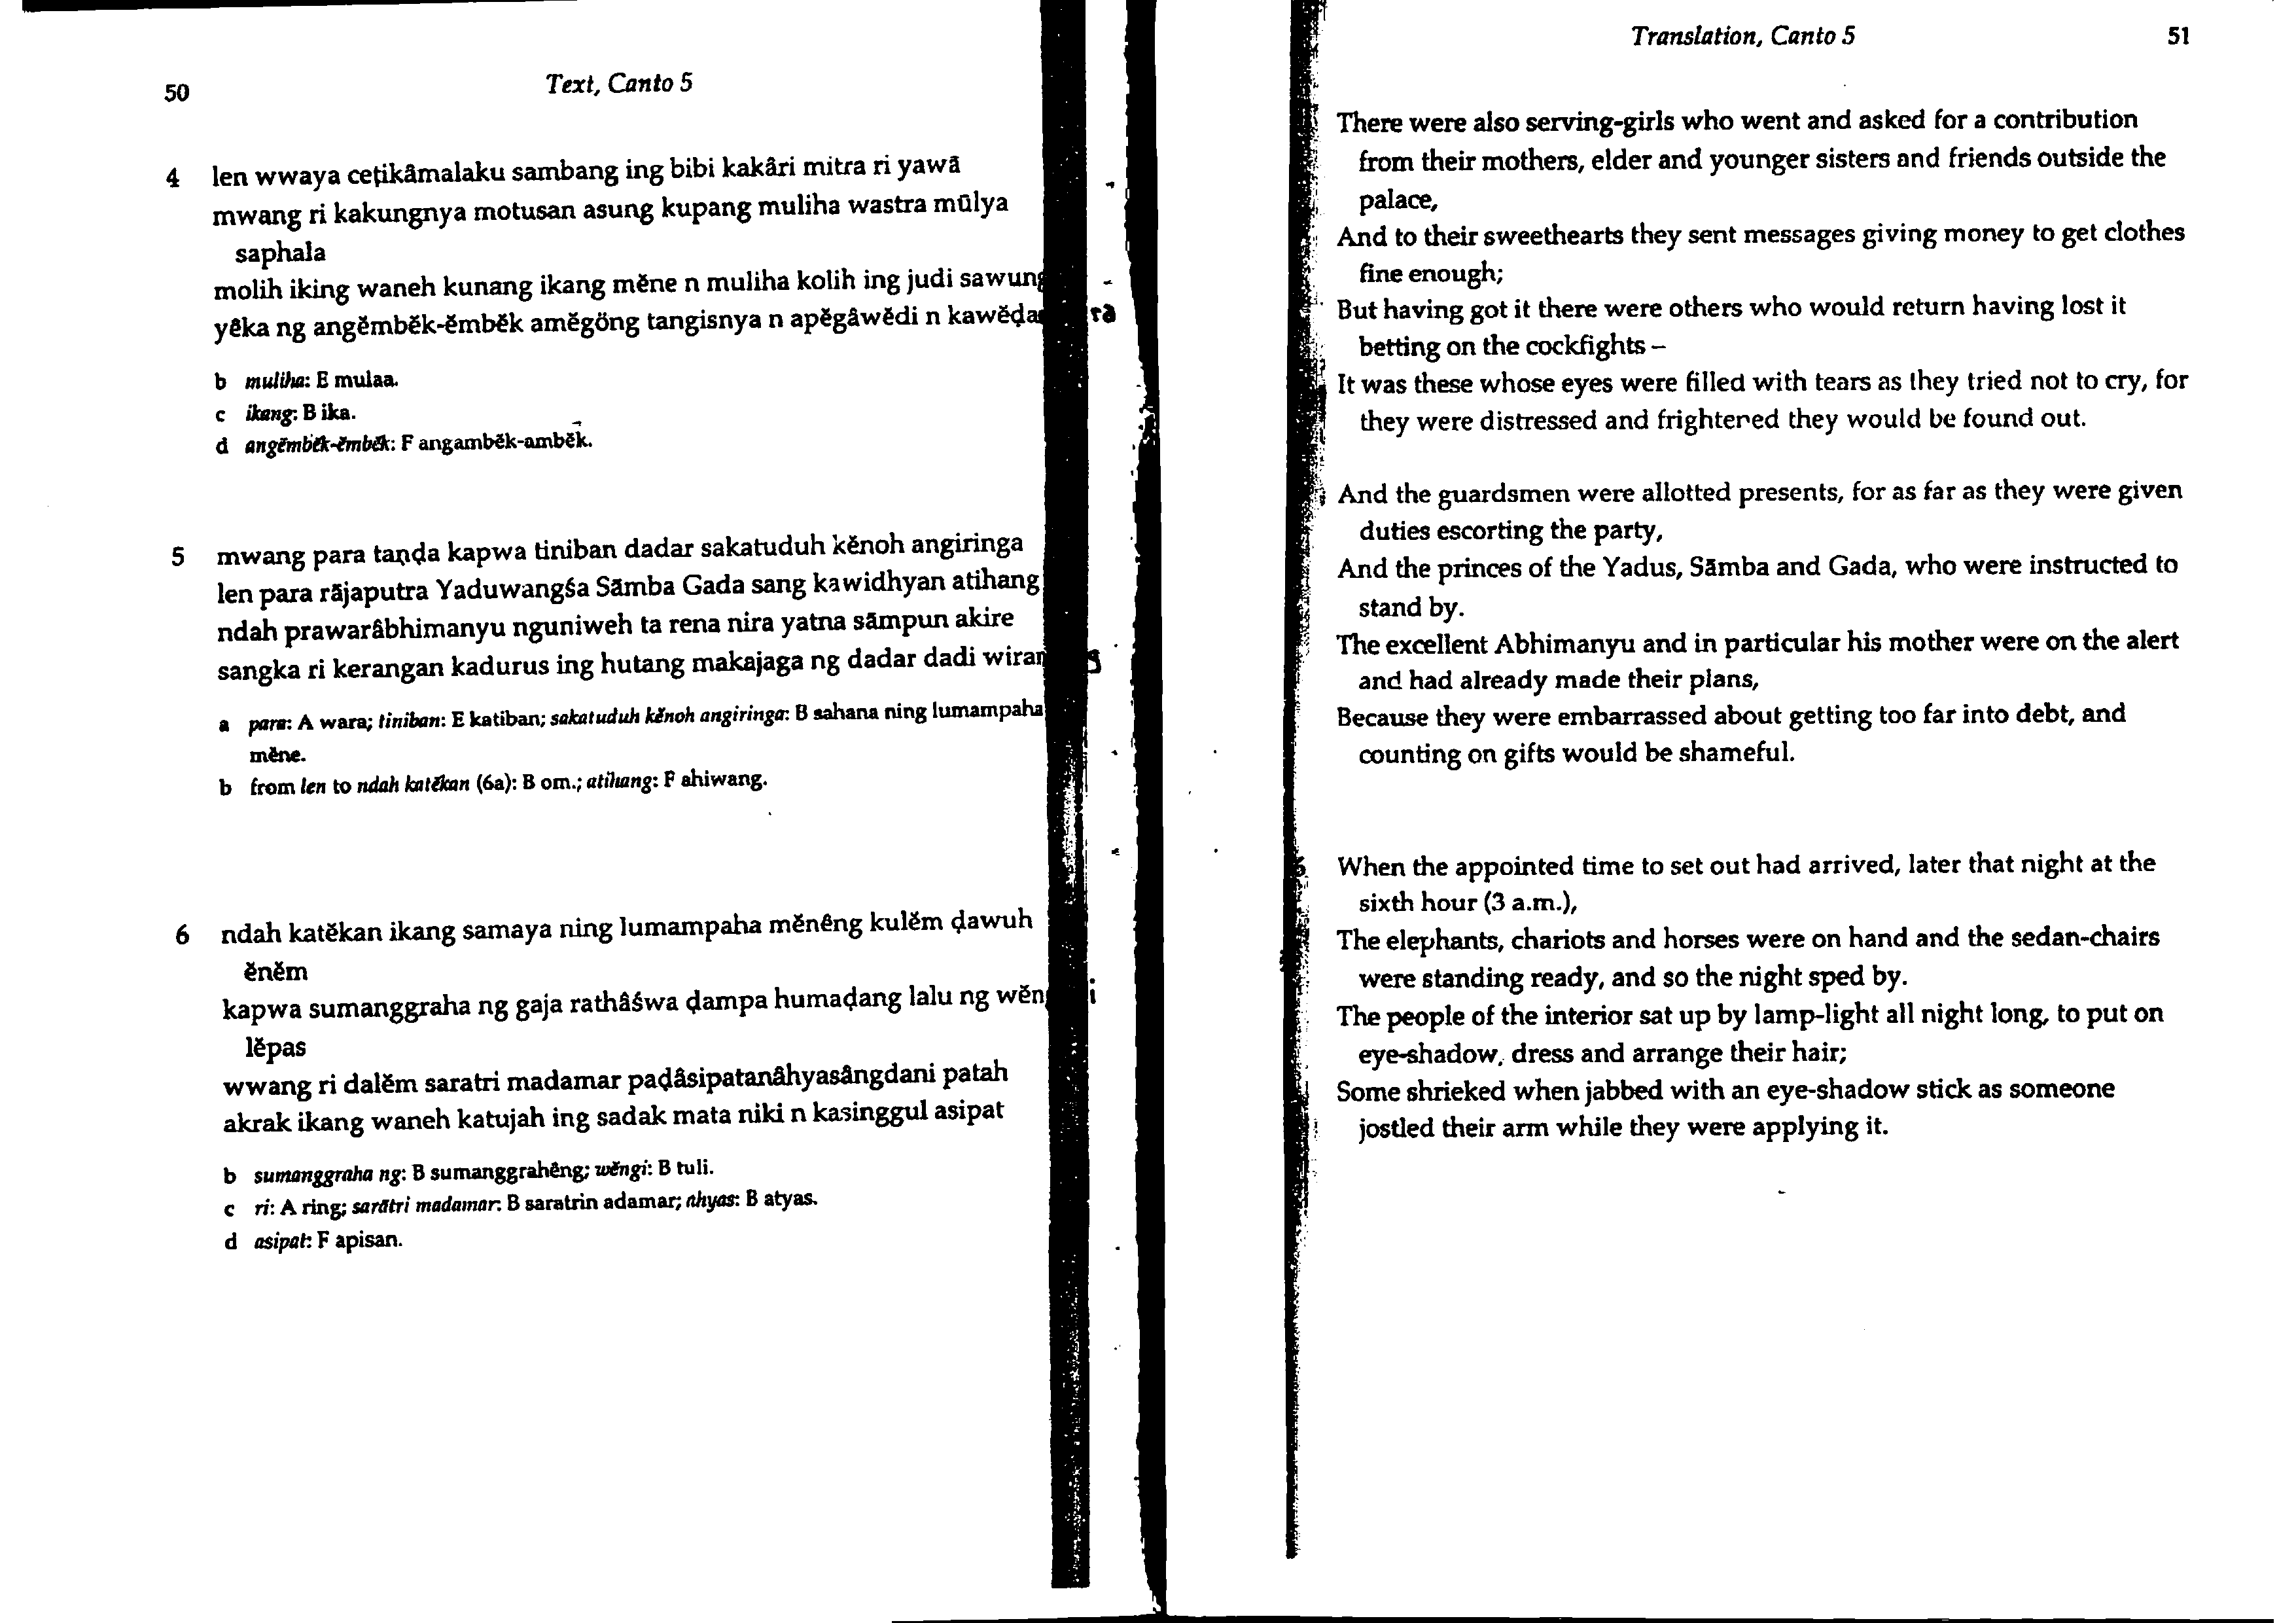 50
Text, Canto 5
4 len wwaya ceṭikâmalaku sambang ing bibi kakâri mitra ri yawā
mwang ri kakungnya motusan asung kupang muliha wastra mūlya
saphala
molih iking waneh kunang ikang mĕne n muliha kolih ing judi sawung
yêka ng angĕmbĕk-ĕmbĕk amĕgöng tangisnya n apĕgâwĕdi n
b muliha: E mulaa.
c ikang: B ika.
d angĕmbĕk-ĕmbĕk: F angambĕk-ambĕk.
5 mwang para taṇḍa kapwa tiniban dadar sakatuduh kĕnoh angiringa
len para rājaputra Yaduwangśa Sāmba Gada sang kawidhyan atihang
ndah prawarâbhimanyu nguniweh ta rena nira yatna sāmpun akire
sangka ri kerangan kadurus ing hutang makajaga ng dadar dadi
a para: A wara; tiniban: E katiban; sakatuduh kĕnoh angiringa: B sahana ning lumampaha
mĕne.
b from len to ndah katĕkan (6a): B om.; atihang: F ahiwang.
6 ndah katĕkan ikang samaya ning lumampaha mĕnêng kulĕm ḍawuh
ĕnĕm
kapwa sumanggraha ng gaja rathâśwa ḍampa humaḍang lalu ng
lĕpas
wwang ri dalĕm saratri madamar paḍâsipatanâhyasângdani patah
akrak ikang waneh katujah ing sadak mata niki n kasinggul asipat
b sumanggraha ng: B sumanggrahêng; wĕngi: B tuli.
c ri: A ring; sarātri madamar: B saratrin adamar; ahyas: B atyas.
d asipat: F apisan.
Translation, Canto 5
51
There were also serving-girls who went and asked for a contribution
from their mothers, elder and younger sisters and friends outside the
palace,
And to their sweethearts they sent messages giving money to get clothes
fine enough;
But having got it there were others who would return having lost it
betting on the cockfights –
It was these whose eyes were filled with tears as they tried not to cry, for
they were distressed and frightened they would be found out.
And the guardsmen were allotted presents, for as far as they were given
duties escorting the party,
And the princes of the Yadus, Sāmba and Gada, who were instructed to
stand by.
The excellent Abhimanyu and in particular his mother were on the alert
and had already made their plans,
Because they were embarrassed about getting too far into debt, and
counting on gifts would be shameful.
When the appointed time to set out had arrived, later that night at the
sixth hour (3 a.m.),
The elephants, chariots and horses were on hand and the sedan-chairs
were standing ready, and so the night sped by.
The people of the interior sat up by lamp-light all night long, to put on
eye-shadow, dress and arrange their hair;
Some shrieked when jabbed with an eye-shadow stick as someone
jostled their arm while they were applying it.